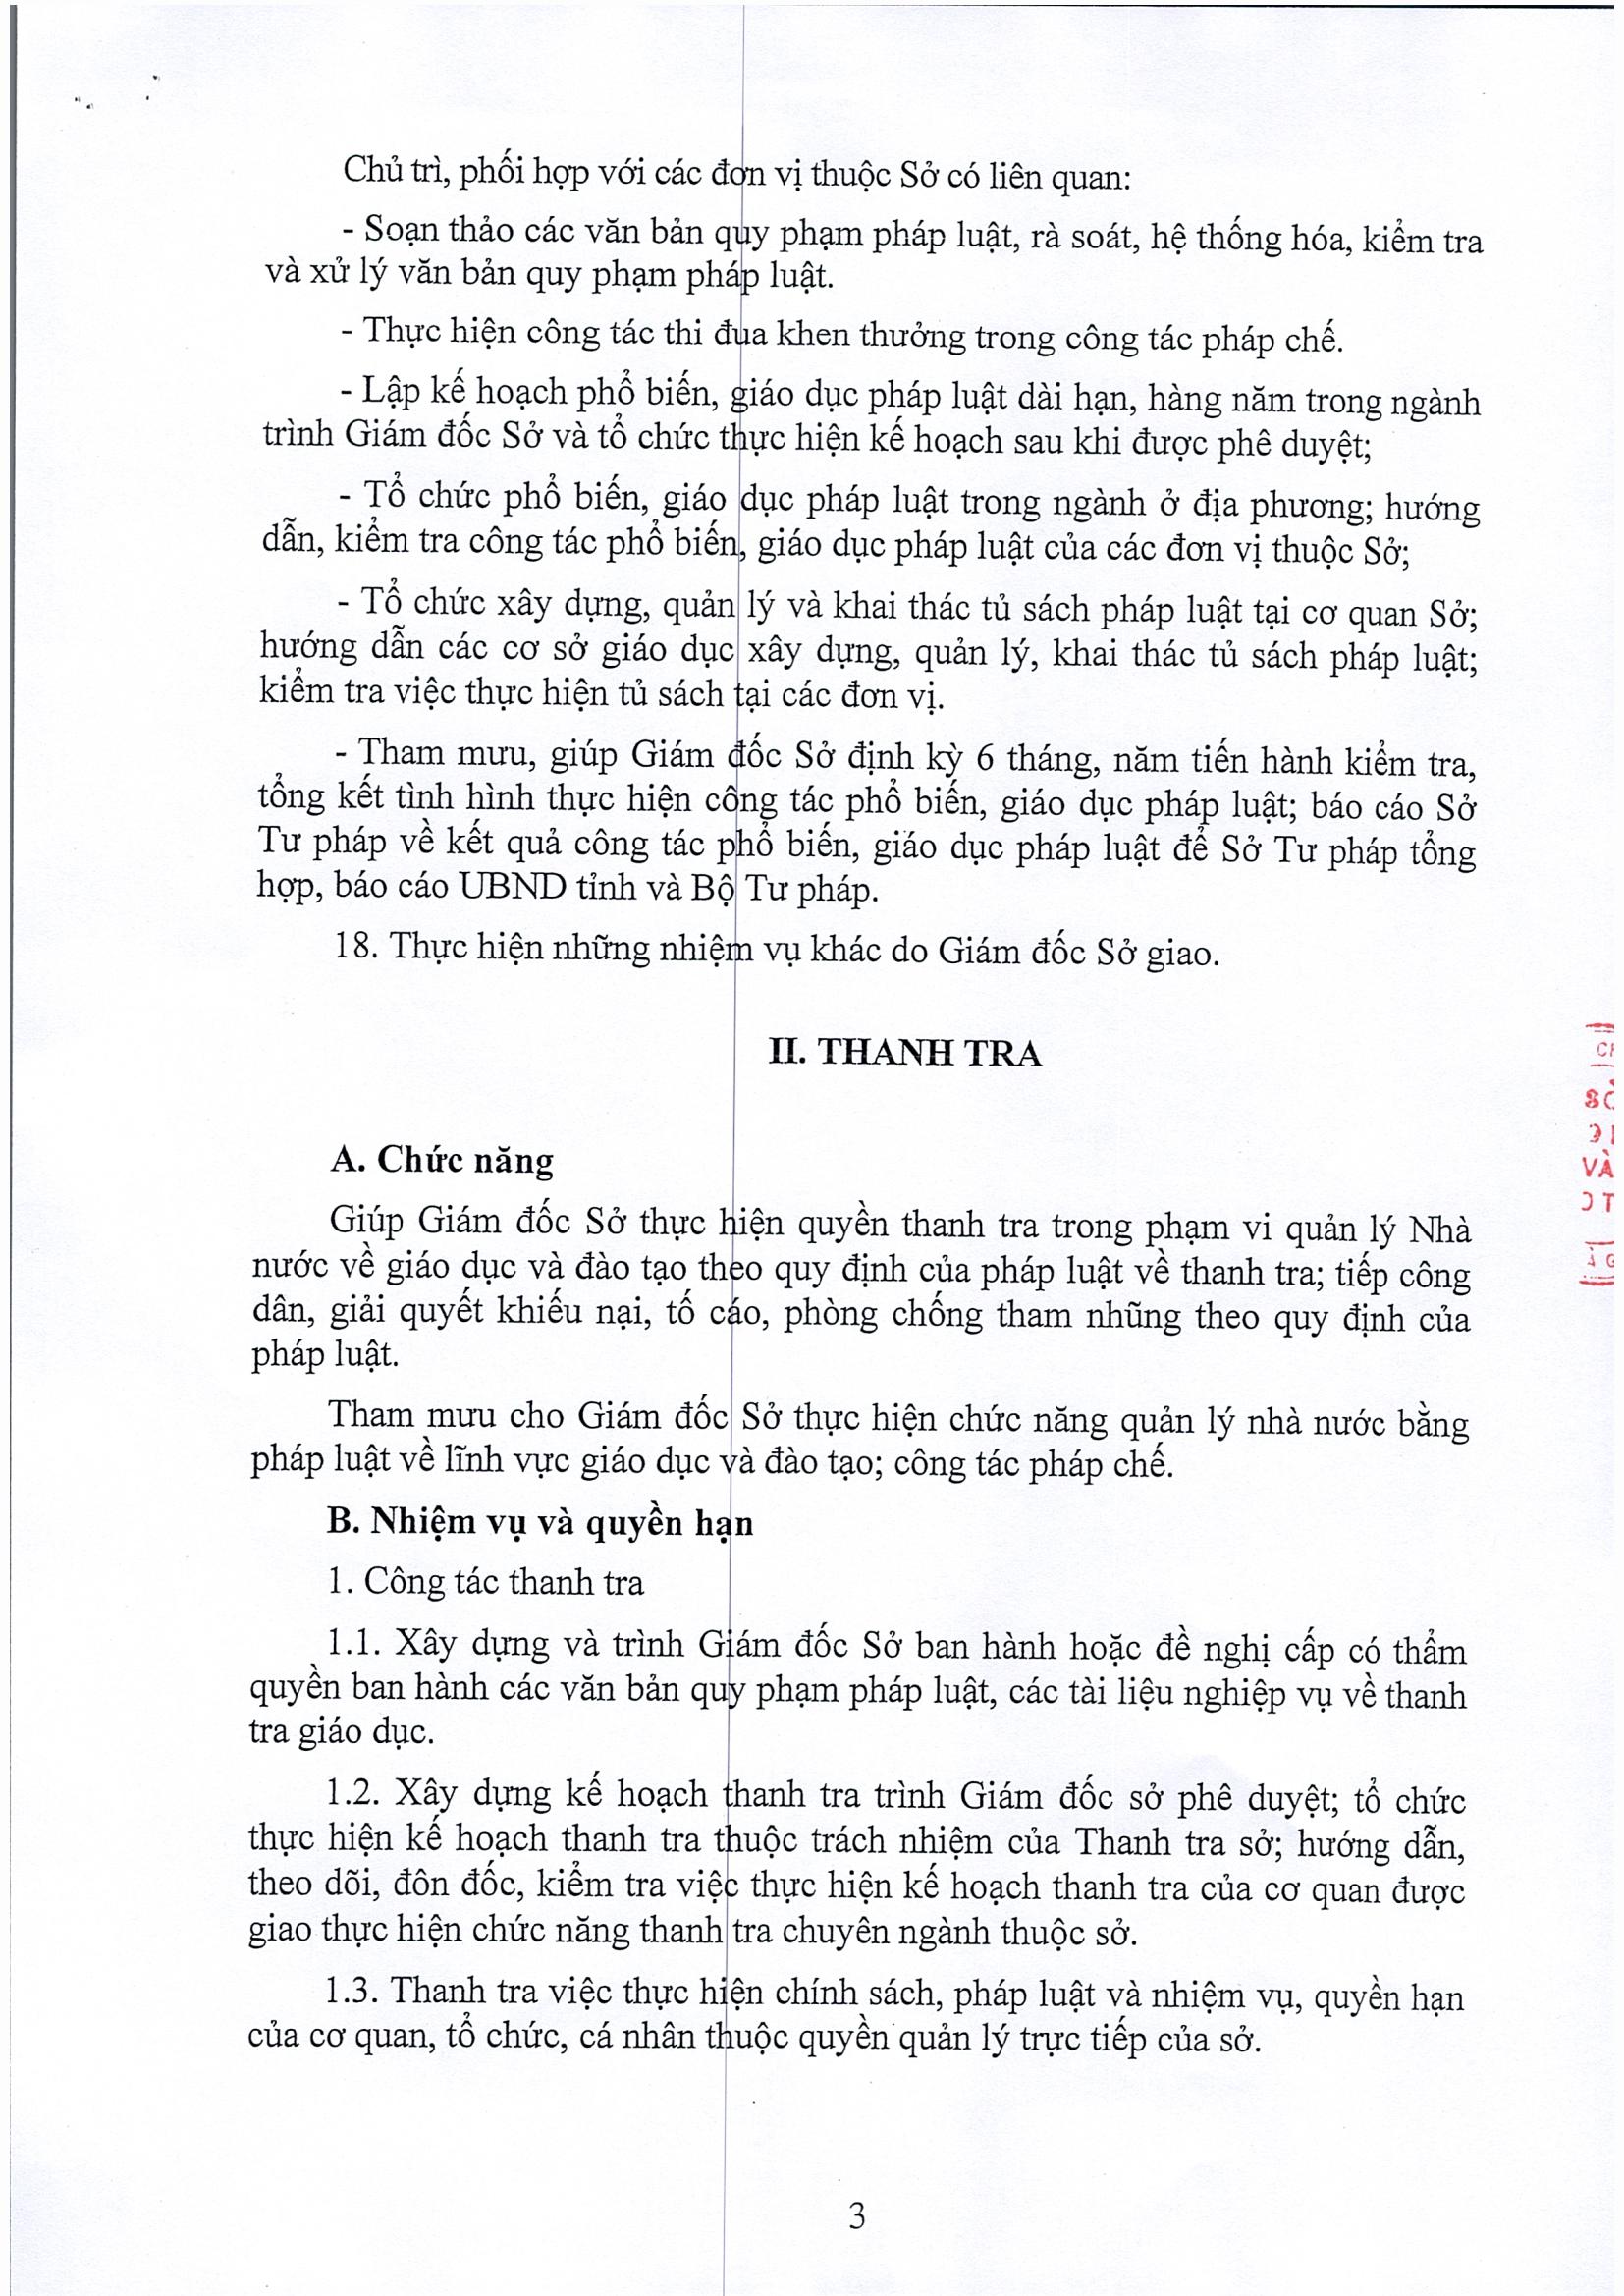 Chủ trì, phối hợp với các đơn vị thuộc Sở có liên quan:
- Soạn thảo các văn bản quy phạm pháp luật, rà soát, hệ thống hóa, kiểm tra
và xử lý văn bản quy phạm pháp luật.
- Thực hiện công tác thi đua khen thưởng trong công tác pháp chế.
- Lập kế hoạch phổ biến, giáo dục pháp luật dài hạn, hàng năm trong ngành
trình Giám đốc Sở và tổ chức thực hiện kế hoạch sau khi được phê duyệt;
- Tổ chức phổ biến, giáo dục pháp luật trong ngành ở địa phương; hướng
dẫn, kiểm tra công tác phổ biến, giáo dục pháp luật của các đơn vị thuộc Sở;
- Tổ chức xây dựng, quản lý và khai thác tủ sách pháp luật tại cơ quan Sở;
hướng dẫn các cơ sở giáo dục xây dựng, quản lý, khai thác tủ sách pháp luật;
kiểm tra việc thực hiện tủ sách tại các đơn vị.
- Tham mưu, giúp Giám đốc Sở định kỳ 6 tháng, năm tiến hành kiểm tra,
tổng kết tình hình thực hiện công tác phổ biến, giáo dục pháp luật; báo cáo Sở
Tư pháp về kết quả công tác phổ biến, giáo dục pháp luật để Sở Tư pháp tổng
hợp, báo cáo UBND tỉnh và Bộ Tư pháp.
18. Thực hiện những nhiệm vụ khác do Giám đốc Sở giao.
II. THANH TRA
A. Chức năng
Giúp Giám đốc Sở thực hiện quyền thanh tra trong phạm vi quản lý Nhà
nước về giáo dục và đào tạo theo quy định của pháp luật về thanh tra; tiếp công
dân, giải quyết khiếu nại, tố cáo, phòng chống tham nhũng theo quy định của
pháp luật.
Tham mưu cho Giám đốc Sở thực hiện chức năng quản lý nhà nước bằng
pháp luật về lĩnh vực giáo dục và đào tạo; công tác pháp chế.
B. Nhiệm vụ và quyền hạn
1. Công tác thanh tra
1.1. Xây dựng và trình Giám đốc Sở ban hành hoặc đề nghị cấp có thẩm
quyền ban hành các văn bản quy phạm pháp luật, các tài liệu nghiệp vụ về thanh
tra giáo dục.
1.2. Xây dựng kế hoạch thanh tra trình Giám đốc sở phê duyệt; tổ chức
thực hiện kế hoạch thanh tra thuộc trách nhiệm của Thanh tra sở; hướng dẫn,
theo dõi, đôn đốc, kiểm tra việc thực hiện kế hoạch thanh tra của cơ quan được
giao thực hiện chức năng thanh tra chuyên ngành thuộc sở.
1.3. Thanh tra việc thực hiện chính sách, pháp luật và nhiệm vụ, quyền hạn
của cơ quan, tổ chức, cá nhân thuộc quyền quản lý trực tiếp của sở.
VÀ
3